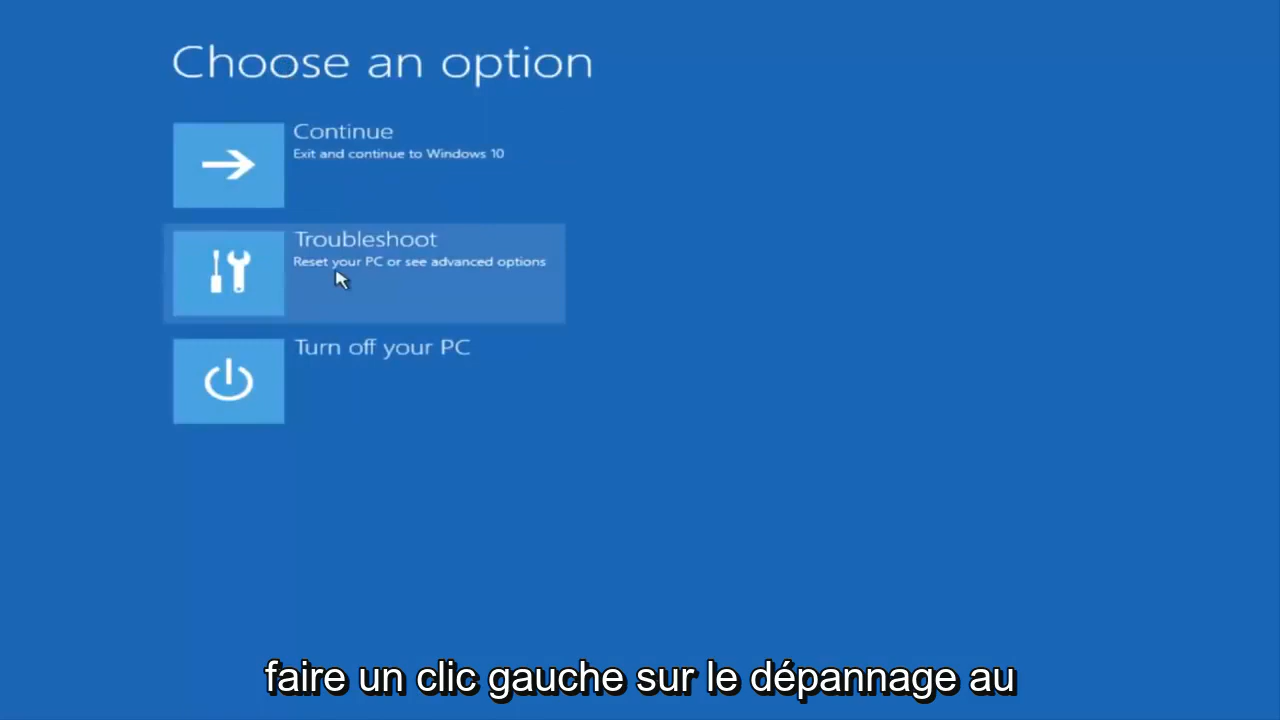 Choose an option
Continue
Exit and continue to Windows 10
Troubleshoot
Reset your PC or see advanced options
Turn off your PC
faire un clic gauche sur le dépannage au